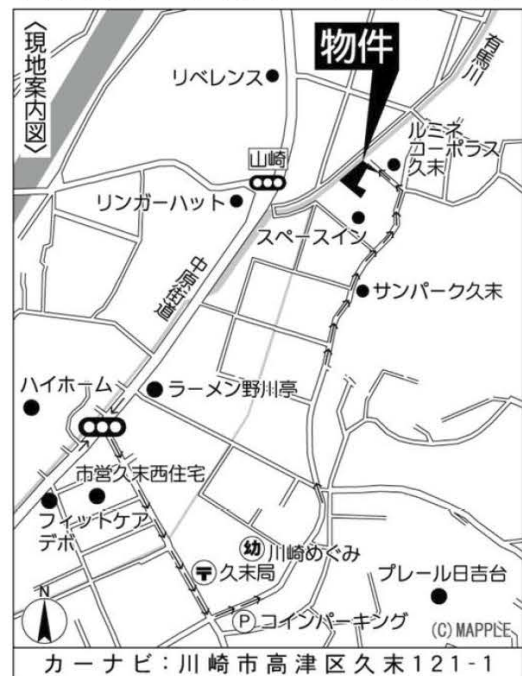 〈現地案内図〉
物件
有馬川
リベレンス
ルミネ
コーポラス
久末
山崎
リンガーハット
スペースイン
中原街道
サンパーク久末
ハイホーム
ラーメン野川亭
市営久末西住宅
フィットケア
デポ
幼 川崎めぐみ
〒 久末局
プレール日吉台
N
P コインパーキング
(C) MAPPLE
カーナビ:川崎市高津区久末121-1